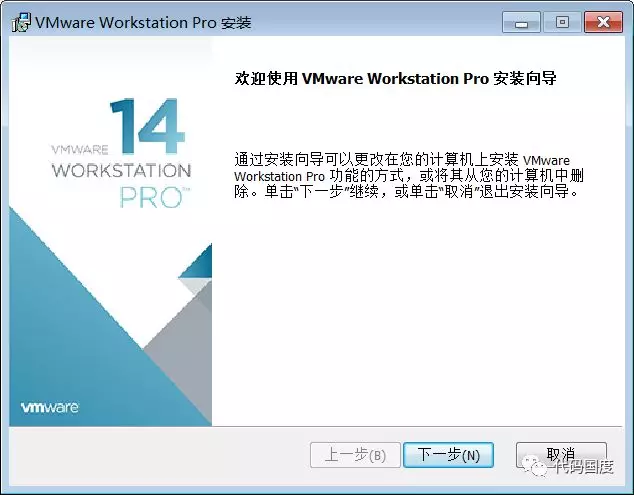 VMware Workstation Pro 安装
欢迎使用 VMware Workstation Pro 安装向导
14
VMWARE
WORKSTATION
PRO™
通过安装向导可以更改在您的计算机上安装 VMware
Workstation Pro 功能的方式，或将其从您的计算机中删
除。单击“下一步”继续，或单击“取消”退出安装向导。
vmware
上一步(B)
下一步(N)
取消
代码国度